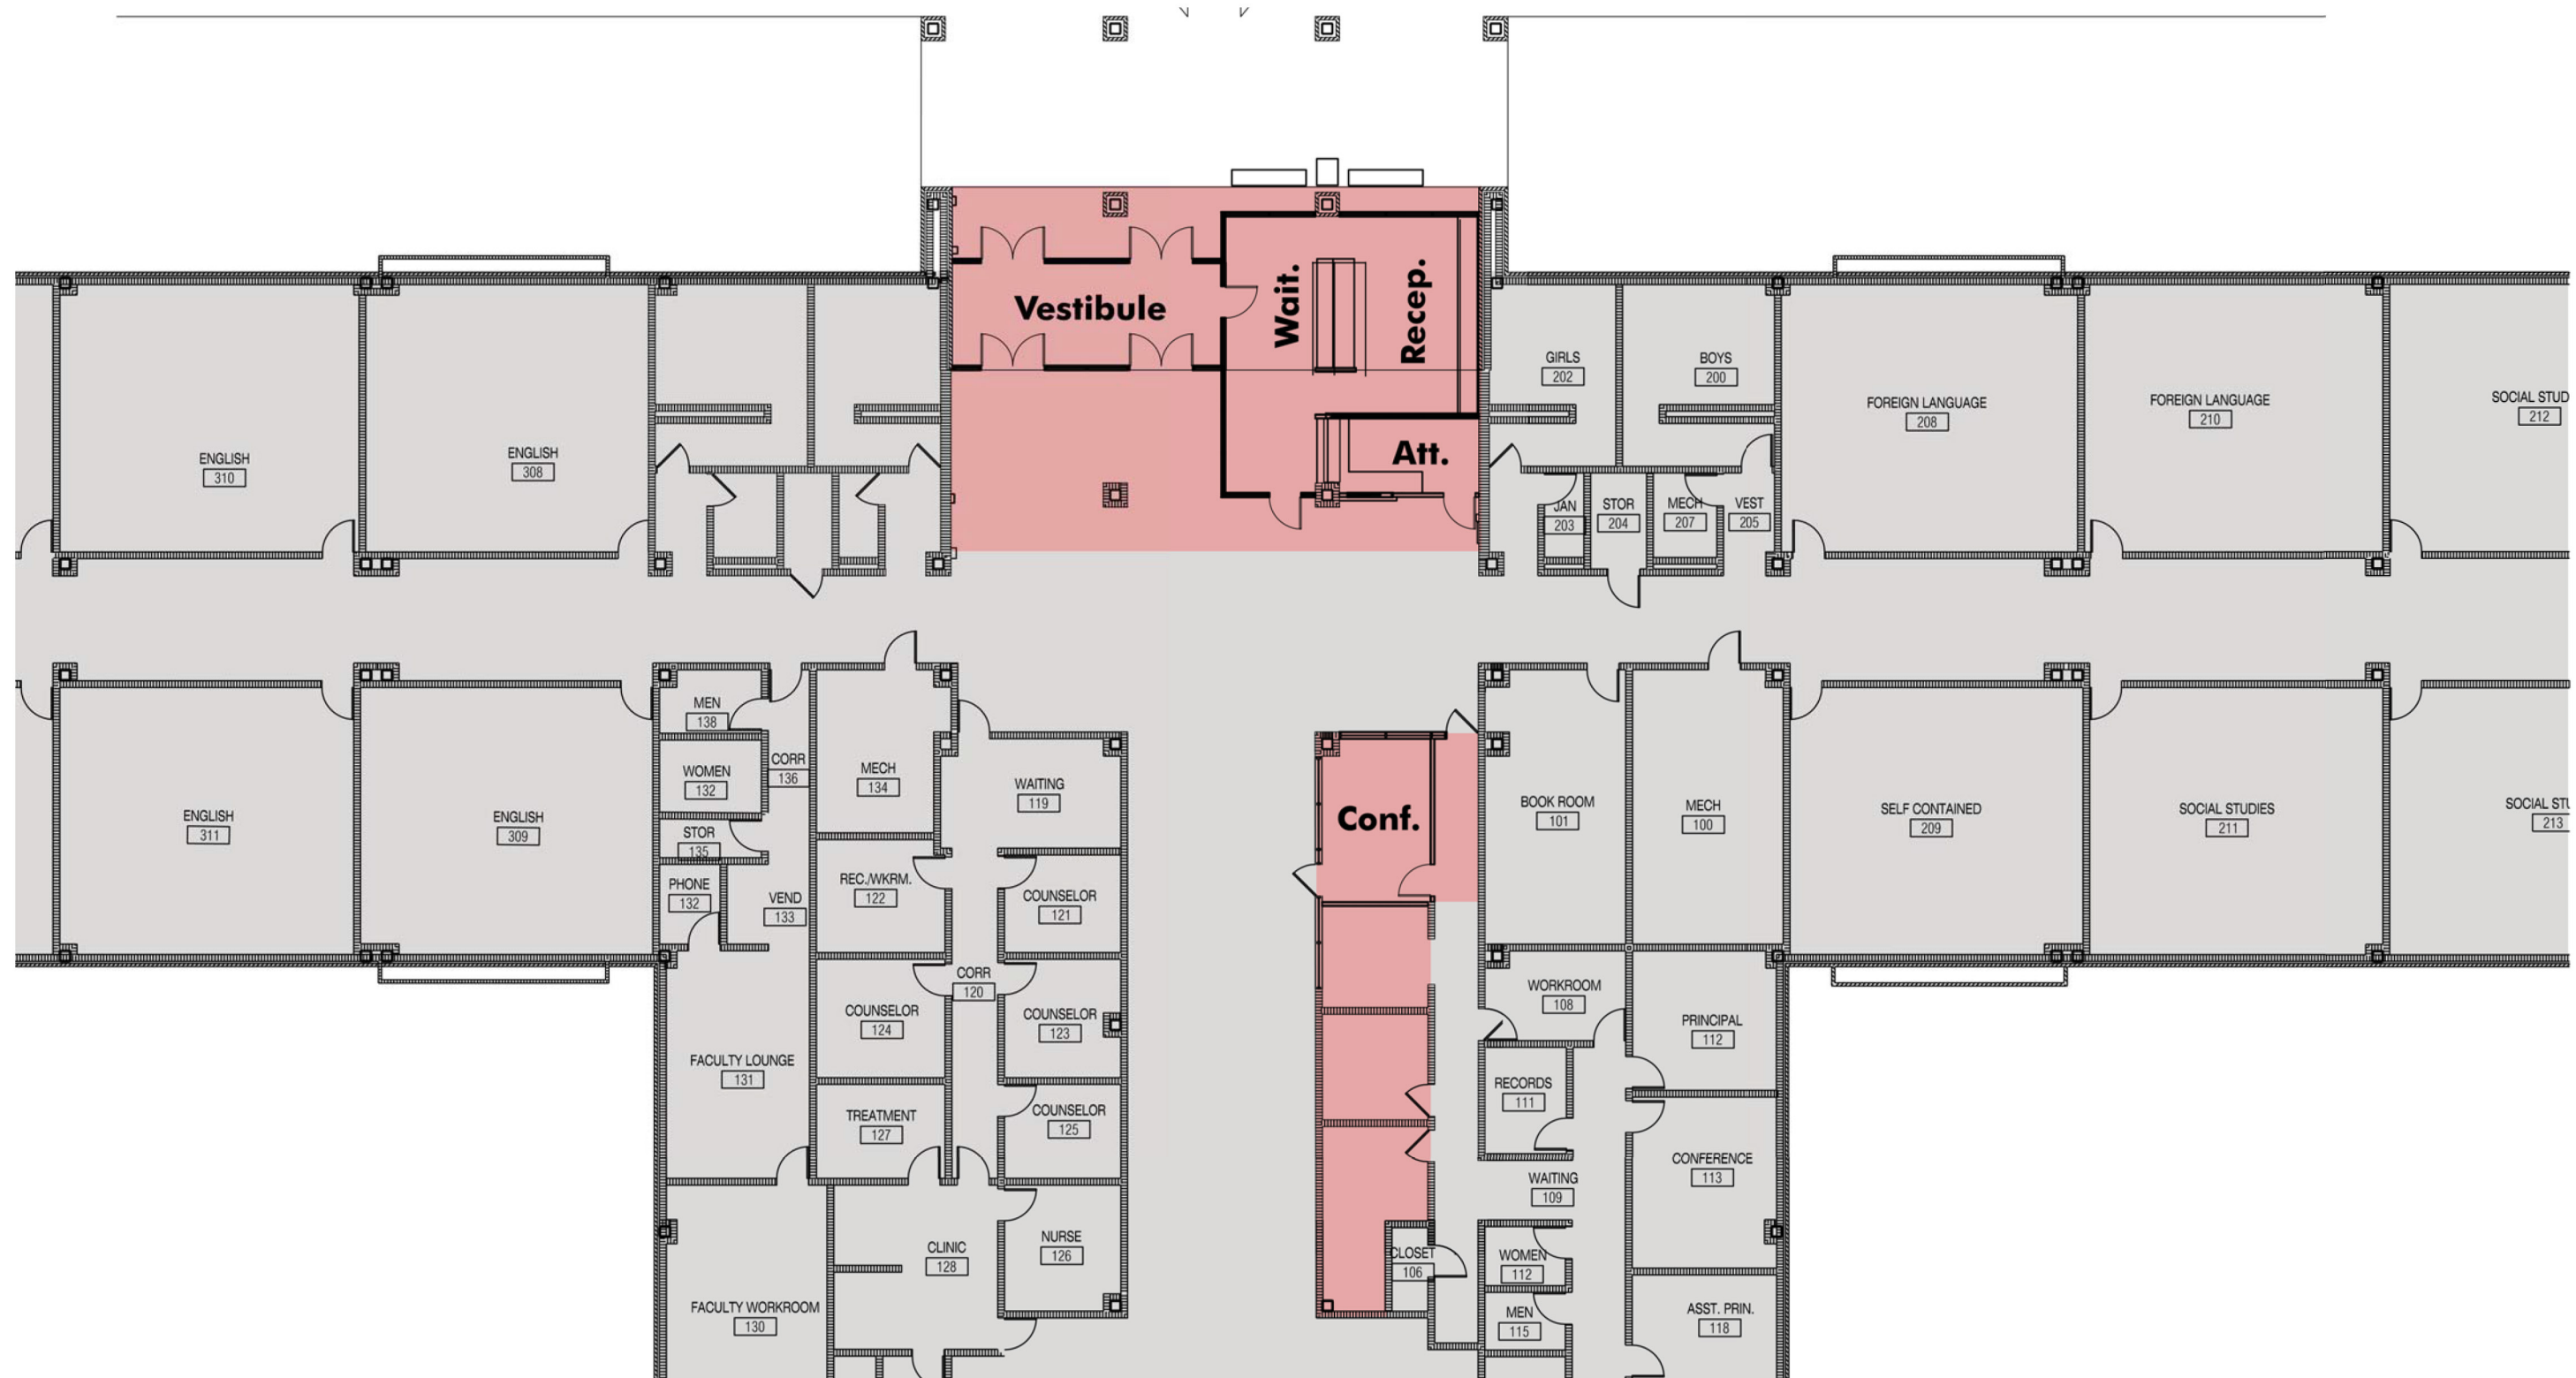 Vestibule
Wait.
Recep.
Att.
GIRLS
202
BOYS
200
FOREIGN LANGUAGE
208
FOREIGN LANGUAGE
210
SOCIAL STUD
212
ENGLISH
310
ENGLISH
308
JAN
203
STOR
204
MECH
207
VEST
205
MEN
138
WOMEN
132
CORR
136
MECH
134
WAITING
119
Conf.
BOOK ROOM
101
MECH
100
SELF CONTAINED
209
SOCIAL STUDIES
211
SOCIAL STU
213
ENGLISH
311
ENGLISH
309
STOR
135
PHONE
132
VEND
133
REC./WKRM.
122
COUNSELOR
121
CORR
120
COUNSELOR
124
COUNSELOR
123
WORKROOM
108
PRINCIPAL
112
FACULTY LOUNGE
131
TREATMENT
127
COUNSELOR
125
RECORDS
111
CONFERENCE
113
WAITING
109
CLINIC
128
NURSE
126
CLOSET
106
WOMEN
112
MEN
115
ASST. PRIN.
118
FACULTY WORKROOM
130